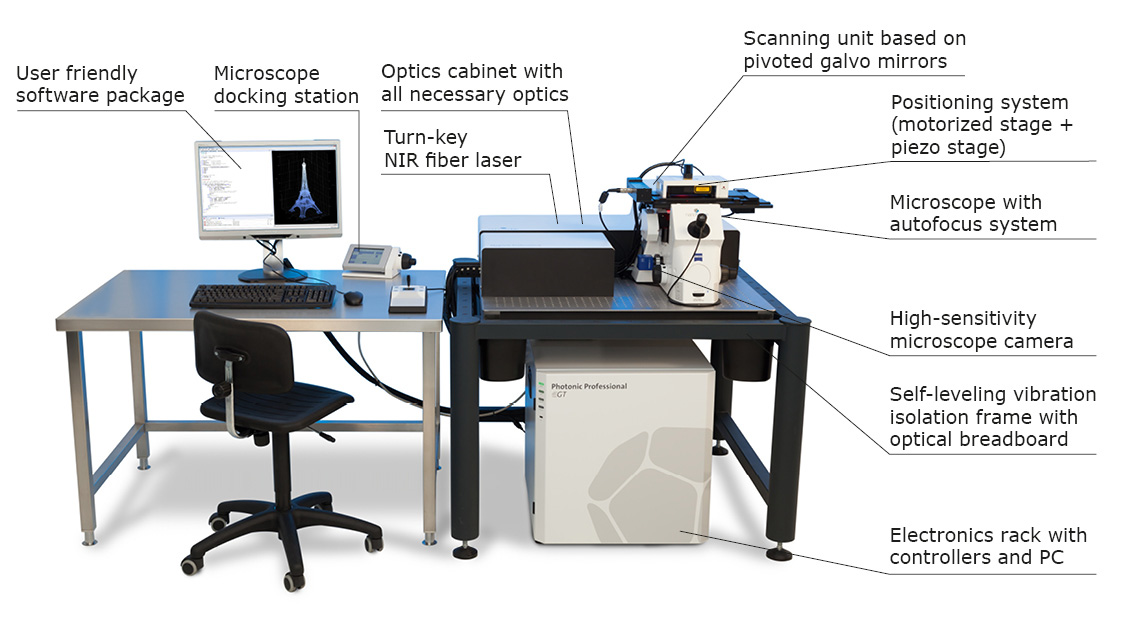 User friendly
software package
Microscope
docking station
Optics cabinet with
all necessary optics
Turn-key
NIR fiber laser
Scanning unit based on
pivoted galvo mirrors
Positioning system
(motorized stage +
piezo stage)
Microscope with
autofocus system
High-sensitivity
microscope camera
Self-leveling vibration
isolation frame with
optical breadboard
Photonic Professional
GT
Electronics rack with
controllers and PC